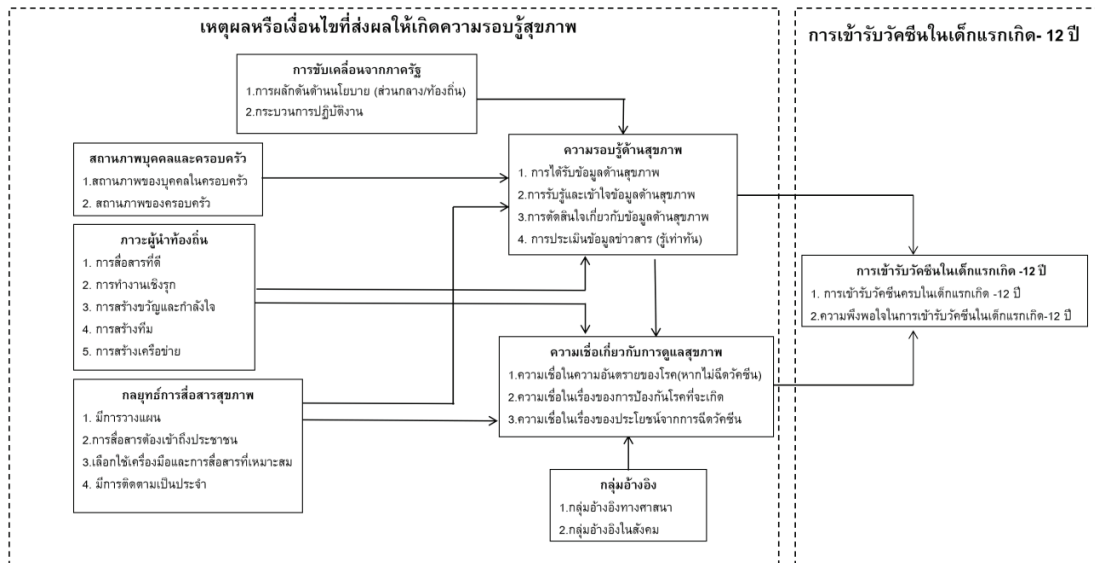 เหตุผลหรือเงื่อนไขที่ส่งผลให้เกิดความรอบรู้สุขภาพ
การขับเคลื่อนจากภาครัฐ
1.การผลักดันด้านนโยบาย (ส่วนกลาง/ท้องถิ่น)
2.กระบวนการปฏิบัติงาน
สถานภาพบุคคลและครอบครัว
1.สถานภาพของบุคคลในครอบครัว
2. สถานภาพของครอบครัว
ภาวะผู้นำท้องถิ่น
1. การสื่อสารที่ดี
2. การทำงานเชิงรุก
3. การสร้างขวัญและกำลังใจ
4. การสร้างทีม
5. การสร้างเครือข่าย
กลยุทธ์การสื่อสารสุขภาพ
1. มีการวางแผน
2.การสื่อสารต้องเข้าถึงประชาชน
3.เลือกใช้เครื่องมือและการสื่อสารที่เหมาะสม
4. มีการติดตามเป็นประจำ
ความรอบรู้ด้านสุขภาพ
1. การได้รับข้อมูลด้านสุขภาพ
2.การรับรู้และเข้าใจข้อมูลด้านสุขภาพ
3.การตัดสินใจเกี่ยวกับข้อมูลด้านสุขภาพ
4. การประเมินข้อมูลข่าวสาร (รู้เท่าทัน)
ความเชื่อเกี่ยวกับการดูแลสุขภาพ
1.ความเชื่อในความอันตรายของโรค(หากไม่ฉีดวัคซีน)
2.ความเชื่อในเรื่องของการป้องกันโรคที่จะเกิด
3.ความเชื่อในเรื่องของประโยชน์จากการฉีดวัคซีน
กลุ่มอ้างอิง
1.กลุ่มอ้างอิงทางศาสนา
2.กลุ่มอ้างอิงในสังคม
การเข้ารับวัคซีนในเด็กแรกเกิด- 12 ปี
การเข้ารับวัคซีนในเด็กแรกเกิด -12 ปี
1. การเข้ารับวัคซีนครบในเด็กแรกเกิด -12 ปี
2.ความพึงพอใจในการเข้ารับวัคซีนในเด็กแรกเกิด-12 ปี